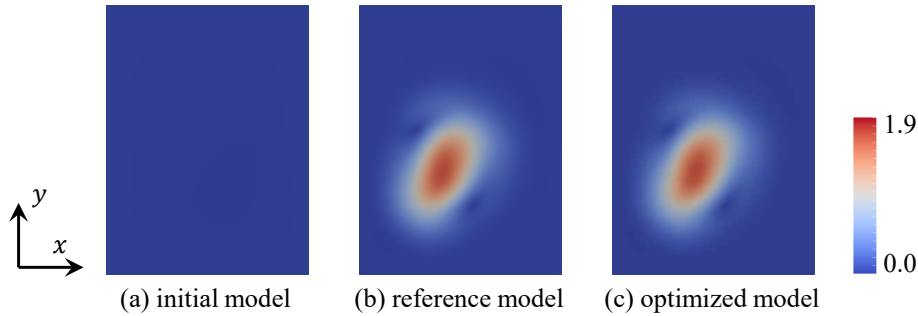 1.9
y
x
0.0
(a) initial model
(b) reference model
(c) optimized model